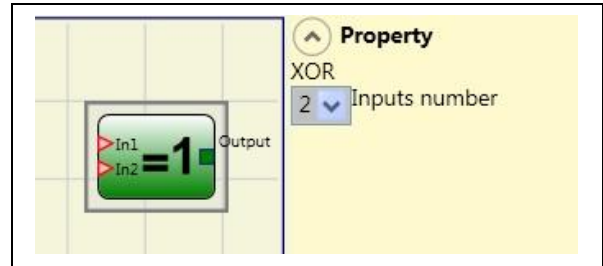 Property
XOR
2 Inputs number
In1
In2
=1
Output